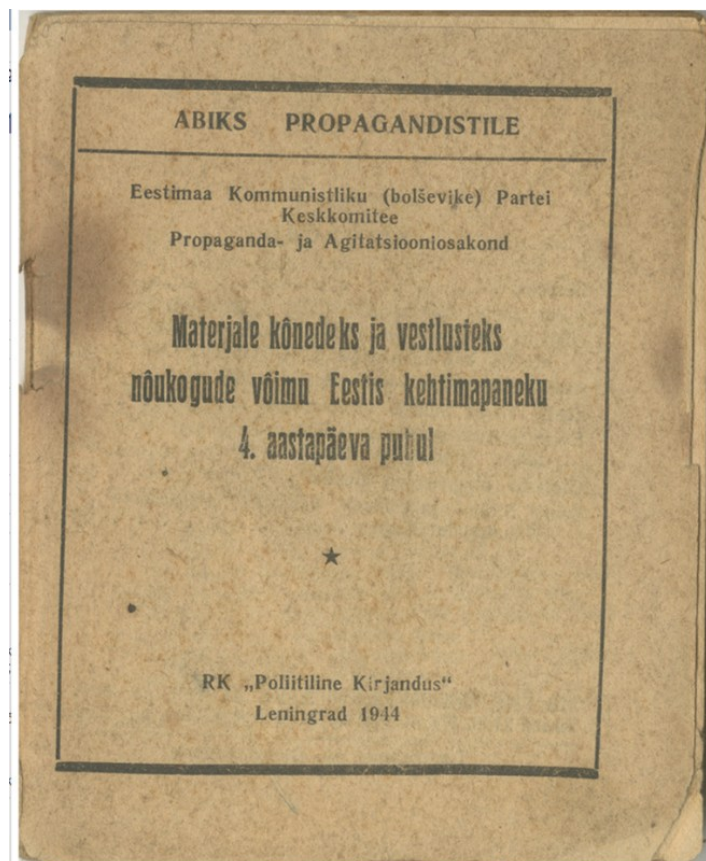 ABIKS PROPAGANDISTILE
Eestimaa Kommunistliku (bolševike) Partei
Keskkomitee
Propaganda- ja Agitatsiooniosakond
Materjale kõnedeks ja vestlusteks
nõukogude võimu Eestis kehtimapaneku
4. aastapäeva puhul
RK „Poliitiline Kirjandus“
Leningrad 1944